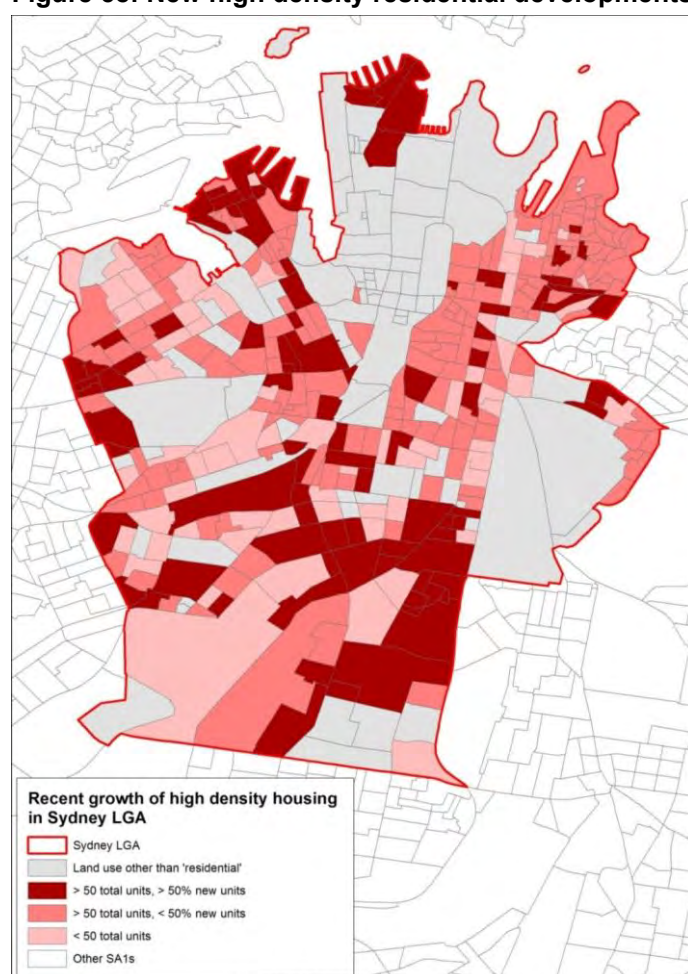 Recent growth of high density housing
in Sydney LGA
Sydney LGA
Land use other than 'residential'
> 50 total units, > 50% new units
> 50 total units, < 50% new units
< 50 total units
Other SA1s